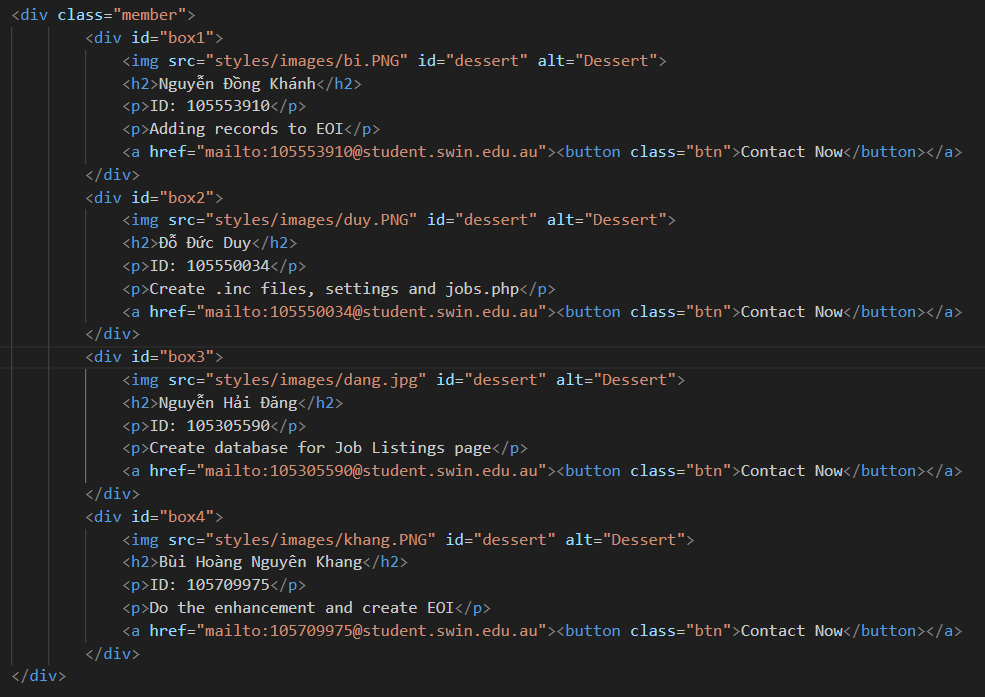 <div class="member">
<div id="box1">
<img src="styles/images/bi.PNG" id="dessert" alt="Dessert">
<h2>Nguyễn Đồng Khánh</h2>
<p>ID: 105553910</p>
<p>Adding records to EOI</p>
<a href="mailto:105553910@student.swin.edu.au"><button class="btn">Contact Now</button></a>
</div>
<div id="box2">
<img src="styles/images/duy.PNG" id="dessert" alt="Dessert">
<h2>Đỗ Đức Duy</h2>
<p>ID: 105550034</p>
<p>Create .inc files, settings and jobs.php</p>
<a href="mailto:105550034@student.swin.edu.au"><button class="btn">Contact Now</button></a>
</div>
<div id="box3">
<img src="styles/images/dang.jpg" id="dessert" alt="Dessert">
<h2>Nguyễn Hải Đăng</h2>
<p>ID: 105305590</p>
<p>Create database for Job Listings page</p>
<a href="mailto:105305590@student.swin.edu.au"><button class="btn">Contact Now</button></a>
</div>
<div id="box4">
<img src="styles/images/khang.PNG" id="dessert" alt="Dessert">
<h2>Bùi Hoàng Nguyên Khang</h2>
<p>ID: 105709975</p>
<p>Do the enhancement and create EOI</p>
<a href="mailto:105709975@student.swin.edu.au"><button class="btn">Contact Now</button></a>
</div>
</div>